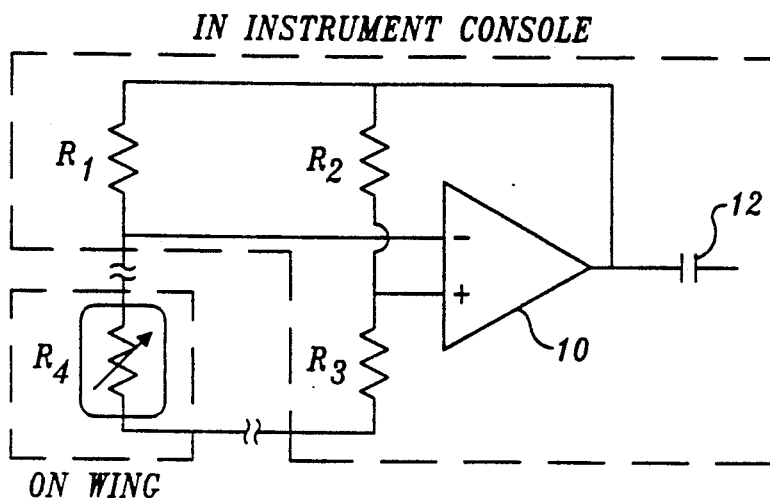 IN INSTRUMENT CONSOLE
R1
R2
12
-
+
10
R4
R3
ON WING